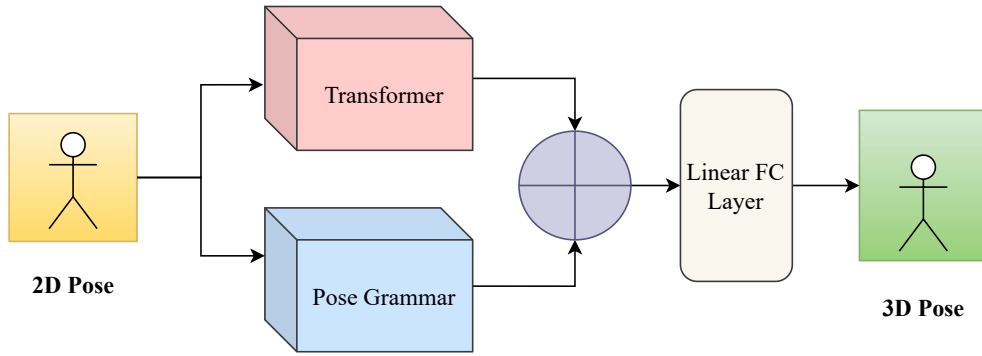 Transformer
Linear FC
Layer
2D Pose
Pose Grammar
3D Pose